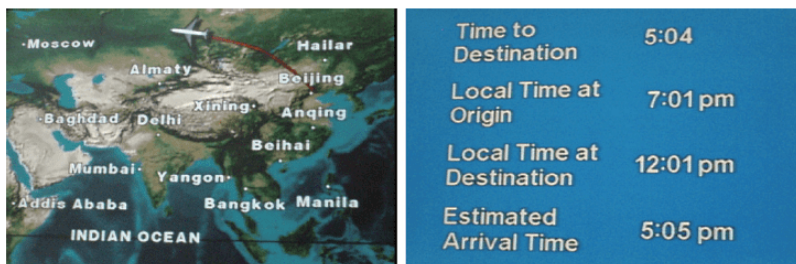 Moscow
Hailar
Almaty
Beijing
Xining
Baghdad
Delhi
Anqing
Beihai
Mumbai
Yangon
Addis Ababa
Bangkok
Manila
INDIAN OCEAN
Time to
Destination
5:04
Local Time at
Origin
7:01 pm
Local Time at
Destination
12:01 pm
Estimated
Arrival Time
5:05 pm